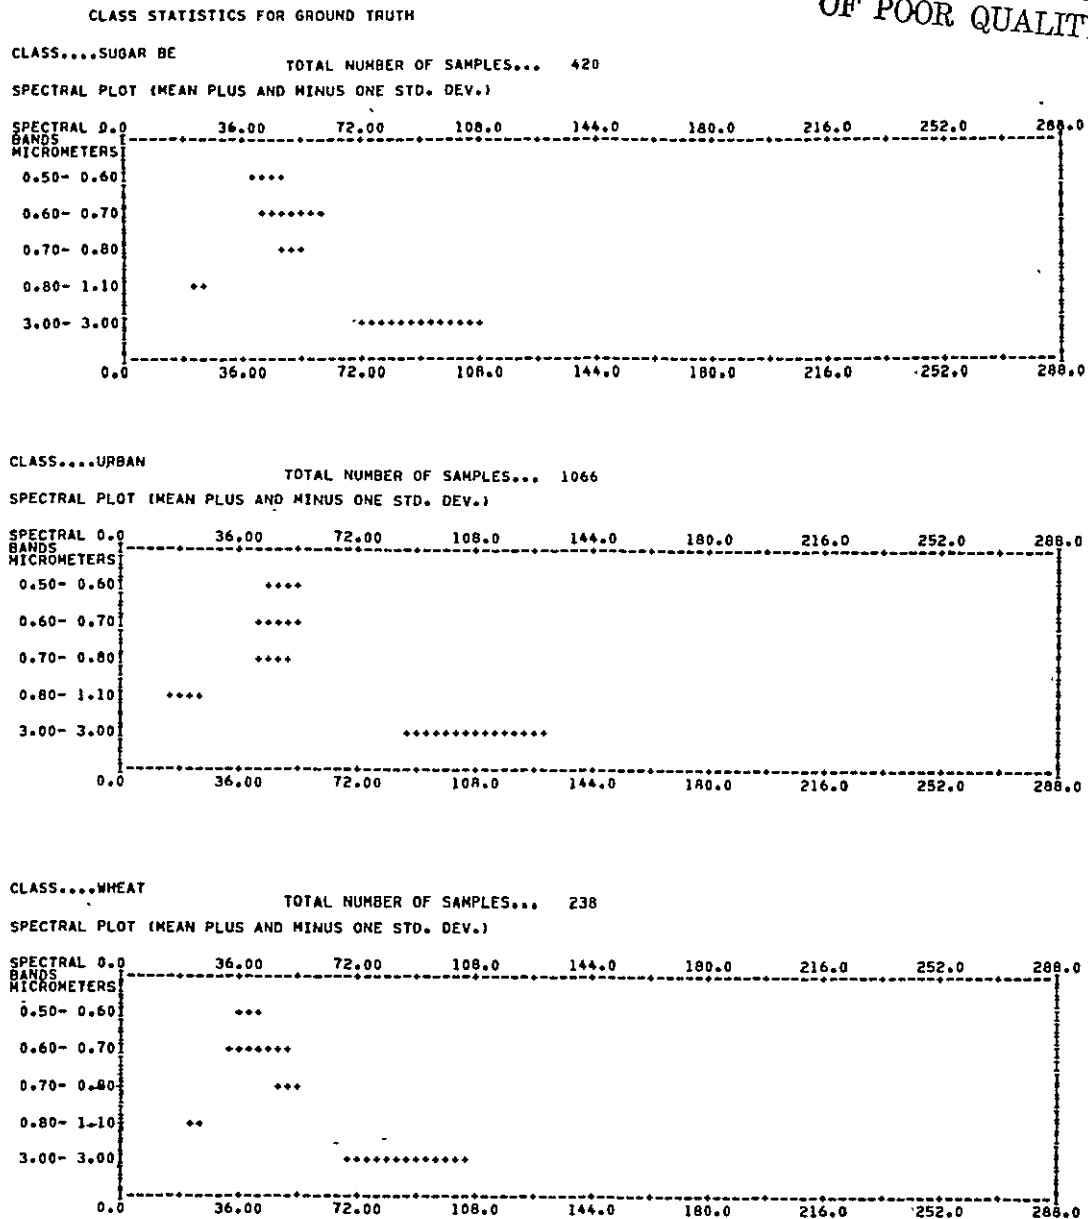 OF POOR QUALIT
CLASS STATISTICS FOR GROUND TRUTH
CLASS....SUGAR BE
TOTAL NUMBER OF SAMPLES... 420
SPECTRAL PLOT (MEAN PLUS AND MINUS ONE STD. DEV.)
SPECTRAL 0.0 36.00 72.00 108.0 144.0 180.0 216.0 252.0 288.0
BANDS
MICROMETERS
0.50- 0.60
0.60- 0.70
0.70- 0.80
0.80- 1.10
3.00- 3.00
0.0 36.00 72.00 108.0 144.0 180.0 216.0 252.0 288.0
CLASS....URBAN
TOTAL NUMBER OF SAMPLES... 1066
SPECTRAL PLOT (MEAN PLUS AND MINUS ONE STD. DEV.)
SPECTRAL 0.0 36.00 72.00 108.0 144.0 180.0 216.0 252.0 288.0
BANDS
MICROMETERS
0.50- 0.60
0.60- 0.70
0.70- 0.80
0.80- 1.10
3.00- 3.00
0.0 36.00 72.00 108.0 144.0 180.0 216.0 252.0 288.0
CLASS....WHEAT
TOTAL NUMBER OF SAMPLES... 238
SPECTRAL PLOT (MEAN PLUS AND MINUS ONE STD. DEV.)
SPECTRAL 0.0 36.00 72.00 108.0 144.0 180.0 216.0 252.0 288.0
BANDS
MICROMETERS
0.50- 0.60
0.60- 0.70
0.70- 0.80
0.80- 1.10
3.00- 3.00
0.0 36.00 72.00 108.0 144.0 180.0 216.0 252.0 288.0